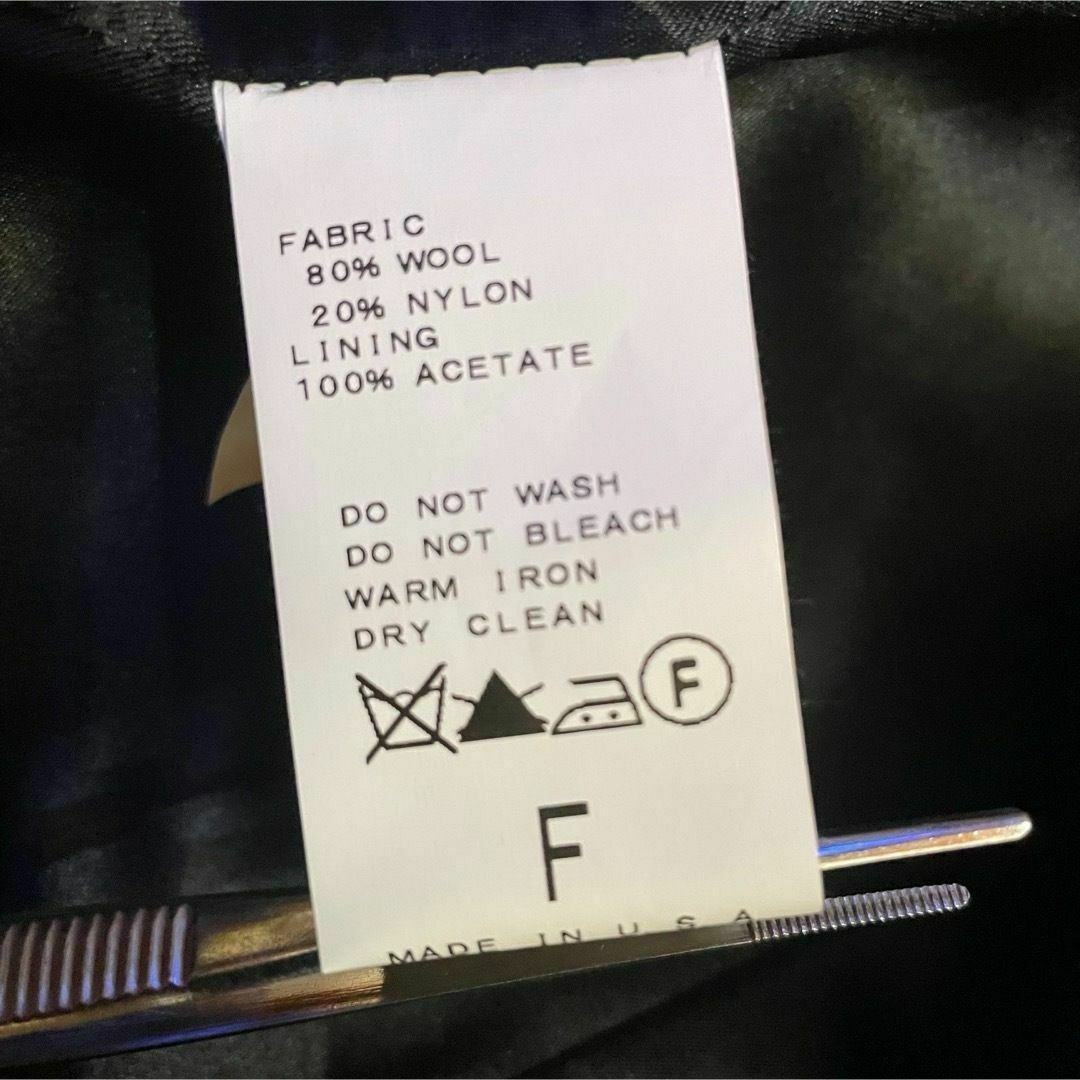 FABRIC
80% WOOL
20% NYLON
LINING
100% ACETATE
DO NOT WASH
DO NOT BLEACH
WARM IRON
DRY CLEAN
F
F
MADE IN U S A